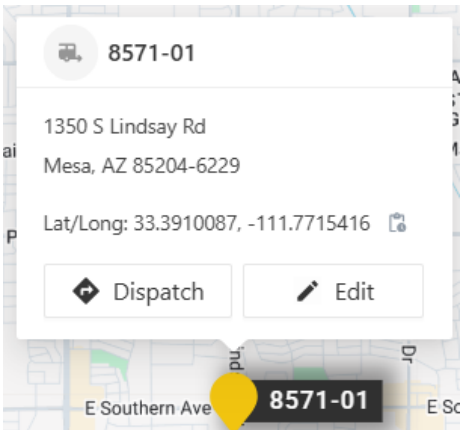 8571-01
1350 S Lindsay Rd
Mesa, AZ 85204-6229
Lat/Long: 33.3910087, -111.7715416
Dispatch
Edit
Dr
E Southern Ave
8571-01